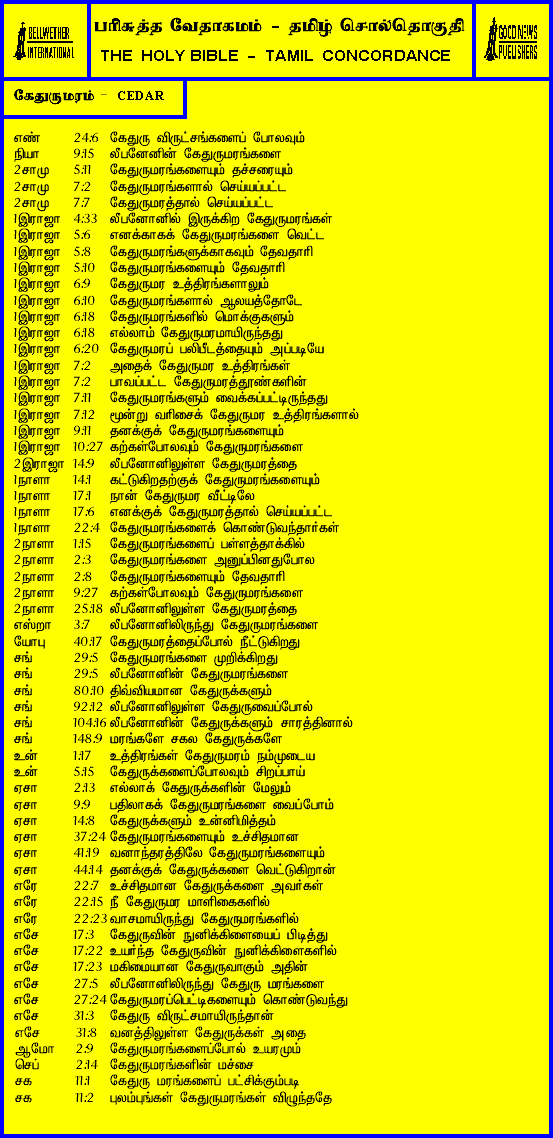 BELLWETHER
INTERNATIONAL
பரிசுத்த வேதாகமம் - தமிழ் சொல்தொகுதி
THE HOLY BIBLE - TAMIL CONCORDANCE
GOOD NEWS
PUBLISHERS
கேதுருமரம் - CEDAR
எண் 24:6 கேதுரு விருட்சங்களைப் போலவும்
நியா 9:15 லீபனேனின் கேதுருமரங்களை
2சாமு 5:11 கேதுருமரங்களையும் தச்சரையும்
2சாமு 7:2 கேதுருமரங்களால் செய்யப்பட்ட
2சாமு 7:7 கேதுருமரத்தால் செய்யப்பட்ட
1இராஜா 4:33 லீபனோனில் இருக்கிற கேதுருமரங்கள்
1இராஜா 5:6 எனக்காகக் கேதுருமரங்களை வெட்ட
1இராஜா 5:8 கேதுருமரங்களுக்காகவும் தேவதாரி
1இராஜா 5:10 கேதுருமரங்களையும் தேவதாரி
1இராஜா 6:9 கேதுருமர உத்திரங்களாலும்
1இராஜா 6:10 கேதுருமரங்களால் ஆலயத்தோடே
1இராஜா 6:18 கேதுருமரங்களில் மொக்குகளும்
1இராஜா 6:18 எல்லாம் கேதுருமரமாயிருந்தது
1இராஜா 6:20 கேதுருமரப் பலிபீடத்தையும் அப்படியே
1இராஜா 7:2 அதைக் கேதுருமர உத்திரங்கள்
1இராஜா 7:2 பாவப்பட்ட கேதுருமரத்தூண்களின்
1இராஜா 7:11 கேதுருமரங்களும் வைக்கப்பட்டிருந்தது
1இராஜா 7:12 மூன்று வரிசைக் கேதுருமர உத்திரங்களால்
1இராஜா 9:11 தனக்குக் கேதுருமரங்களையும்
1இராஜா 10:27 கற்கள்போலவும் கேதுருமரங்களை
2இராஜா 14:9 லீபனோனிலுள்ள கேதுருமரத்தை
1நாளா 14:1 கட்டுகிறதற்குக் கேதுருமரங்களையும்
1நாளா 17:1 நான் கேதுருமர வீட்டிலே
1நாளா 17:6 எனக்குக் கேதுருமரத்தால் செய்யப்பட்ட
1நாளா 22:4 கேதுருமரங்களைக் கொண்டுவந்தார்கள்
2நாளா 1:15 கேதுருமரங்களைப் பள்ளத்தாக்கில்
2நாளா 2:3 கேதுருமரங்களை அனுப்பினதுபோல
2நாளா 2:8 கேதுருமரங்களையும் தேவதாரி
2நாளா 9:27 கற்கள்போலவும் கேதுருமரங்களை
2நாளா 25:18 லீபனோனிலுள்ள கேதுருமரத்தை
எஸ்றா 3:7 லீபனோனிலிருந்து கேதுருமரங்களை
யோபு 40:17 கேதுருமரத்தைப்போல் நீட்டுகிறது
சங் 29:5 கேதுருமரங்களை முறிக்கிறது
சங் 29:5 லீபனோனின் கேதுருமரங்களை
சங் 80:10 திவ்வியமான கேதுருக்களும்
சங் 92:12 லீபனோனிலுள்ள கேதுருவைப்போல்
சங் 104:16 லீபனோனின் கேதுருக்களும் சாரத்தினால்
சங் 148:9 மரங்களே சகல கேதுருக்களே
உன் 1:17 உத்திரங்கள் கேதுருமரம் நம்முடைய
உன் 5:15 கேதுருக்களைப்போலவும் சிறப்பாய்
ஏசா 2:13 எல்லாக் கேதுருக்களின் மேலும்
ஏசா 9:9 பதிலாகக் கேதுருமரங்களை வைப்போம்
ஏசா 14:8 கேதுருக்களும் உன்னிமித்தம்
ஏசா 37:24 கேதுருமரங்களையும் உச்சிதமான
ஏசா 41:19 வனாந்தரத்திலே கேதுருமரங்களையும்
ஏசா 44:14 தனக்குக் கேதுருக்களை வெட்டுகிறான்
எரே 22:7 உச்சிதமான கேதுருக்களை அவர்கள்
எரே 22:15 நீ கேதுருமர மாளிகைகளில்
எரே 22:23 வாசமாயிருந்து கேதுருமரங்களில்
எசே 17:3 கேதுருவின் நுனிக்கிளையைப் பிடித்து
எசே 17:22 உயர்ந்த கேதுருவின் நுனிக்கிளைகளில்
எசே 17:23 மகிமையான கேதுருவாகும் அதின்
எசே 27:5 லீபனோனிலிருந்து கேதுரு மரங்களை
எசே 27:24 கேதுருமரப்பெட்டிகளையும் கொண்டுவந்து
எசே 31:3 கேதுரு விருட்சமாயிருந்தான்
எசே 31:8 வனத்திலுள்ள கேதுருக்கள் அதை
ஆமோ 2:9 கேதுருமரங்களைப்போல் உயரமும்
செப் 2:14 கேதுருமரங்களின் மச்சை
சக 11:1 கேதுரு மரங்களைப் பட்சிக்கும்படி
சக 11:2 புலம்புங்கள் கேதுருமரங்கள் விழுந்ததே